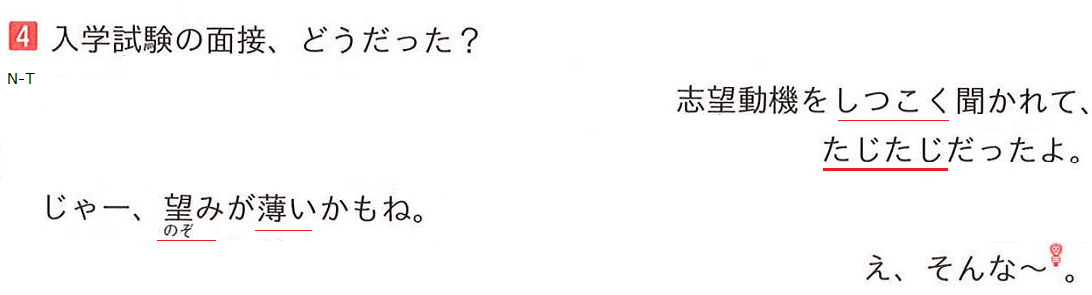 4 入学試験の面接、どうだった？
N-T
志望動機をしつこく聞かれて、
たじたじだったよ。
じゃー、望みが薄いかもね。
のぞ
え、そんな～。